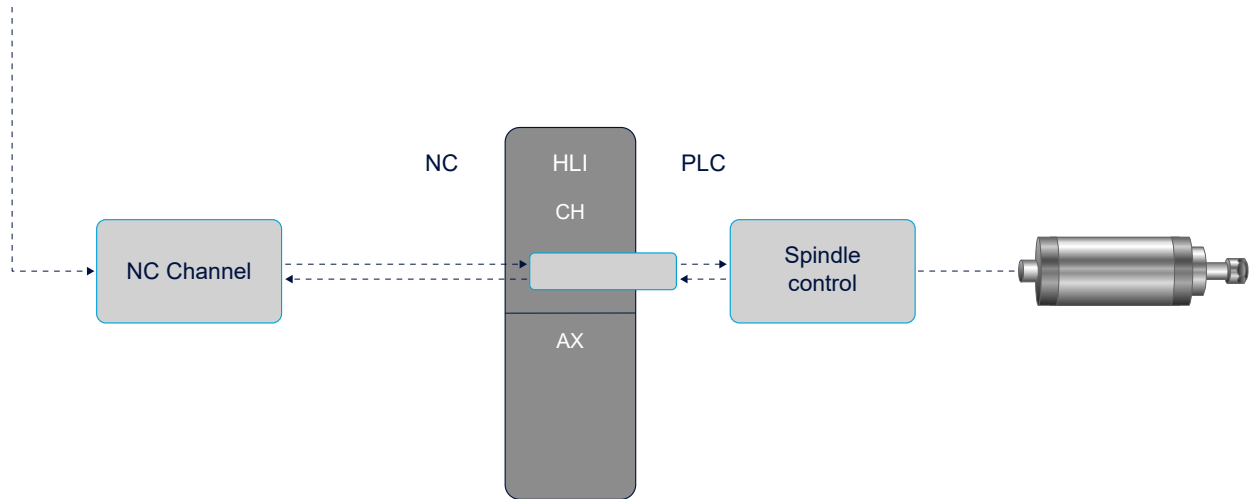 NC
HLI
PLC
CH
NC Channel
Spindle
control
AX